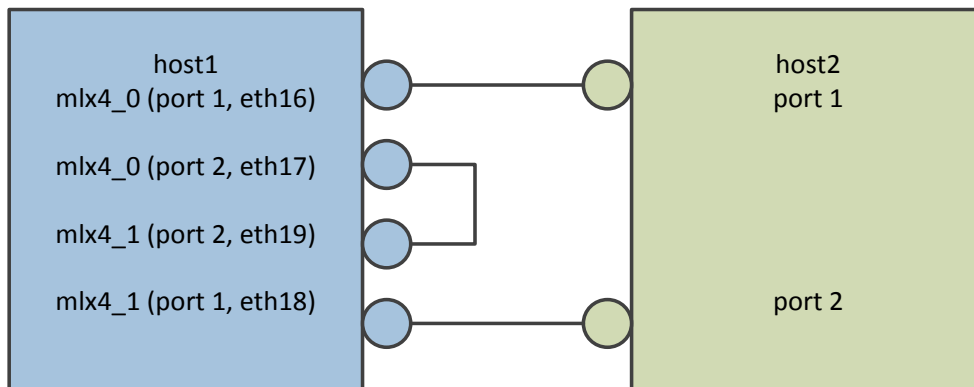 host1
mlx4_0 (port 1, eth16)
mlx4_0 (port 2, eth17)
mlx4_1 (port 2, eth19)
mlx4_1 (port 1, eth18)
host2
port 1
port 2